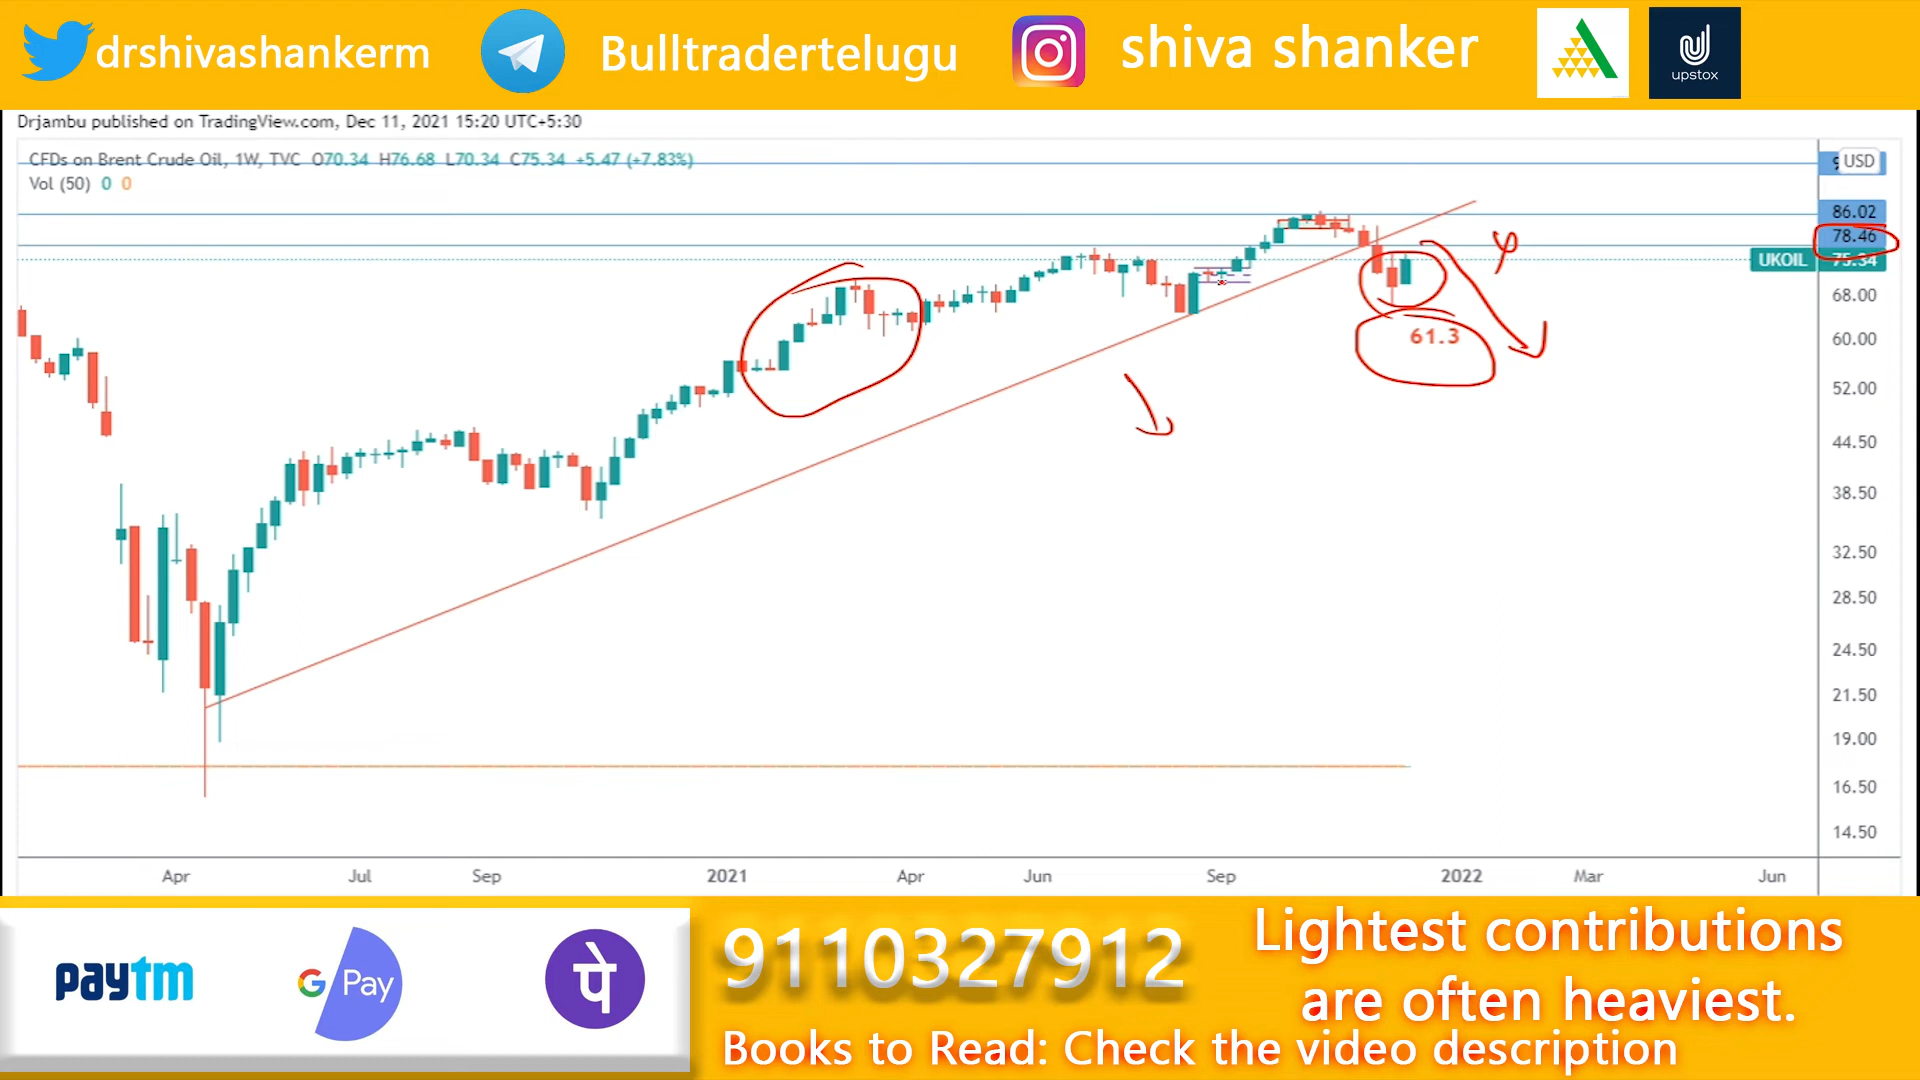 drshivashankerm
Bulltradertelugu
shiva shanker
upstox
Drjambu published on TradingView.com, Dec 11, 2021 15:20 UTC+5:30
CFDs on Brent Crude Oil, 1W, TVC O70.34 H76.68 L70.34 C75.34 +5.47 (+7.83%)
Vol (50) 0 0
USD
86.02
78.46
UKOIL 75.34
68.00
61.3
60.00
52.00
44.50
38.50
32.50
28.50
24.50
21.50
19.00
16.50
14.50
Apr Jul Sep 2021 Apr Jun Sep 2022 Mar Jun
paytm
G Pay
पे
9110327912
Lightest contributions
are often heaviest.
Books to Read: Check the video description